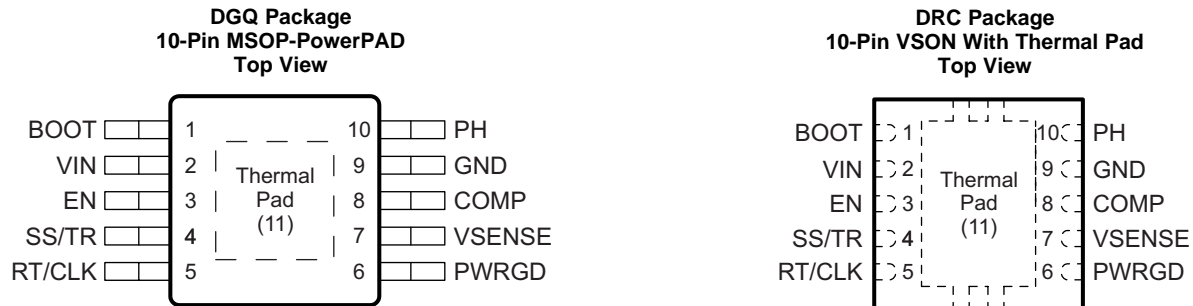 DGQ Package
10-Pin MSOP-PowerPAD
Top View
BOOT 1 10 PH
VIN 2 9 GND
EN 3 8 COMP
SS/TR 4 7 VSENSE
RT/CLK 5 6 PWRGD
Thermal
Pad
(11)
DRC Package
10-Pin VSON With Thermal Pad
Top View
BOOT 1 10 PH
VIN 2 9 GND
EN 3 8 COMP
SS/TR 4 7 VSENSE
RT/CLK 5 6 PWRGD
Thermal
Pad
(11)